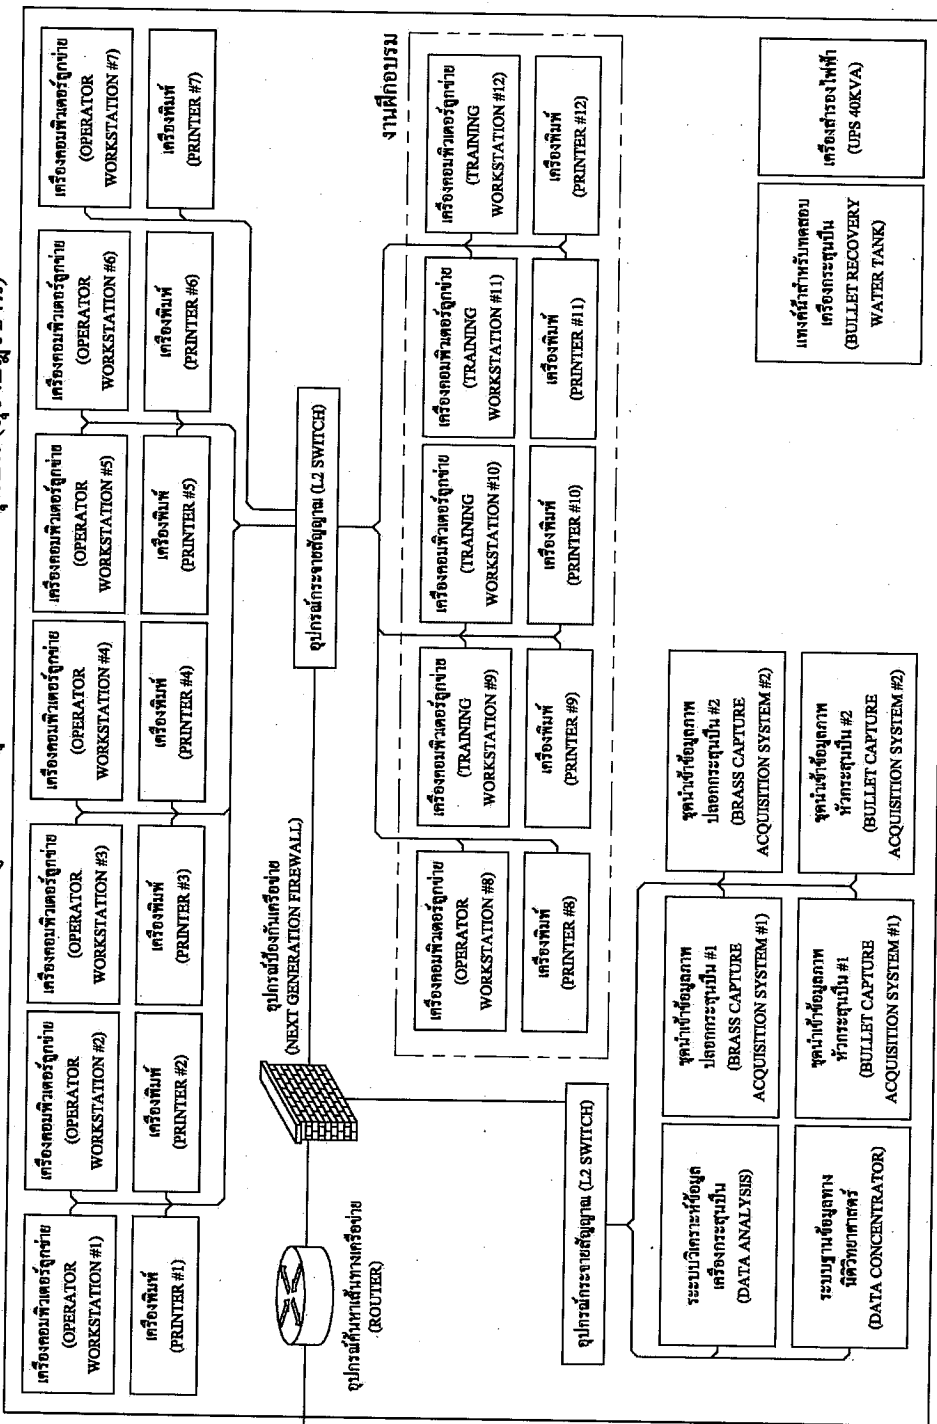 เครื่องคอมพิวเตอร์ลูกข่าย
(OPERATOR
WORKSTATION #1)
เครื่องคอมพิวเตอร์ลูกข่าย
(OPERATOR
WORKSTATION #2)
เครื่องคอมพิวเตอร์ลูกข่าย
(OPERATOR
WORKSTATION #3)
เครื่องคอมพิวเตอร์ลูกข่าย
(OPERATOR
WORKSTATION #4)
เครื่องคอมพิวเตอร์ลูกข่าย
(OPERATOR
WORKSTATION #5)
เครื่องคอมพิวเตอร์ลูกข่าย
(OPERATOR
WORKSTATION #6)
เครื่องคอมพิวเตอร์ลูกข่าย
(OPERATOR
WORKSTATION #7)
เครื่องพิมพ์
(PRINTER #1)
เครื่องพิมพ์
(PRINTER #2)
เครื่องพิมพ์
(PRINTER #3)
เครื่องพิมพ์
(PRINTER #4)
เครื่องพิมพ์
(PRINTER #5)
เครื่องพิมพ์
(PRINTER #6)
เครื่องพิมพ์
(PRINTER #7)
อุปกรณ์ค้นหาเส้นทางเครือข่าย
(ROUTER)
อุปกรณ์ป้องกันเครือข่าย
(NEXT GENERATION FIREWALL)
อุปกรณ์กระจายสัญญาณ (L2 SWITCH)
งานฝึกอบรม
เครื่องคอมพิวเตอร์ลูกข่าย
(OPERATOR
WORKSTATION #8)
เครื่องคอมพิวเตอร์ลูกข่าย
(TRAINING
WORKSTATION #9)
เครื่องคอมพิวเตอร์ลูกข่าย
(TRAINING
WORKSTATION #10)
เครื่องคอมพิวเตอร์ลูกข่าย
(TRAINING
WORKSTATION #11)
เครื่องคอมพิวเตอร์ลูกข่าย
(TRAINING
WORKSTATION #12)
เครื่องพิมพ์
(PRINTER #8)
เครื่องพิมพ์
(PRINTER #9)
เครื่องพิมพ์
(PRINTER #10)
เครื่องพิมพ์
(PRINTER #11)
เครื่องพิมพ์
(PRINTER #12)
อุปกรณ์กระจายสัญญาณ (L2 SWITCH)
ระบบวิเคราะห์ข้อมูล
เครื่องกระสุนปืน
(DATA ANALYSIS)
ชุดนำเข้าข้อมูลภาพ
ปลอกกระสุนปืน #1
(BRASS CAPTURE
ACQUISITION SYSTEM #1)
ชุดนำเข้าข้อมูลภาพ
ปลอกกระสุนปืน #2
(BRASS CAPTURE
ACQUISITION SYSTEM #2)
ระบบฐานข้อมูลทาง
นิติวิทยาศาสตร์
(DATA CONCENTRATOR)
ชุดนำเข้าข้อมูลภาพ
หัวกระสุนปืน #1
(BULLET CAPTURE
ACQUISITION SYSTEM #1)
ชุดนำเข้าข้อมูลภาพ
หัวกระสุนปืน #2
(BULLET CAPTURE
ACQUISITION SYSTEM #2)
แทงค์น้ำสำหรับทดสอบ
เครื่องกระสุนปืน
(BULLET RECOVERY
WATER TANK)
เครื่องสำรองไฟฟ้า
(UPS 40KVA)